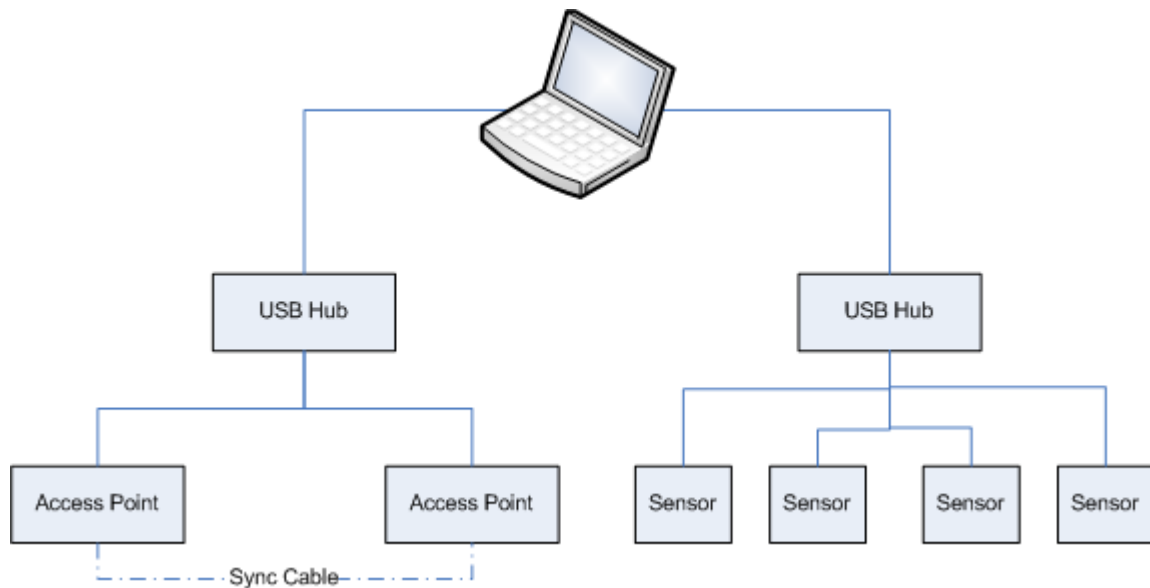 USB Hub
USB Hub
Access Point
Access Point
Sensor
Sensor
Sensor
Sensor
Sync Cable